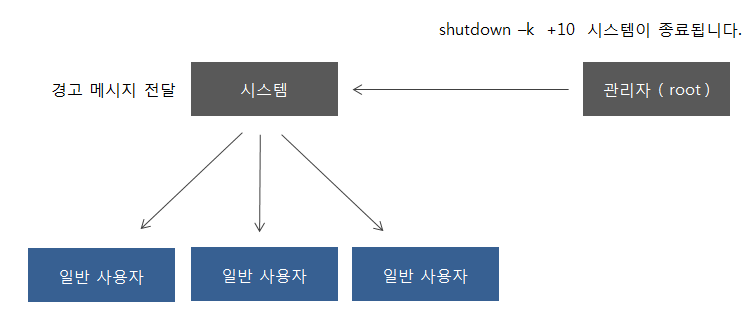 shutdown –k +10 시스템이 종료됩니다.
경고 메시지 전달
시스템
관리자 ( root )
일반 사용자
일반 사용자
일반 사용자